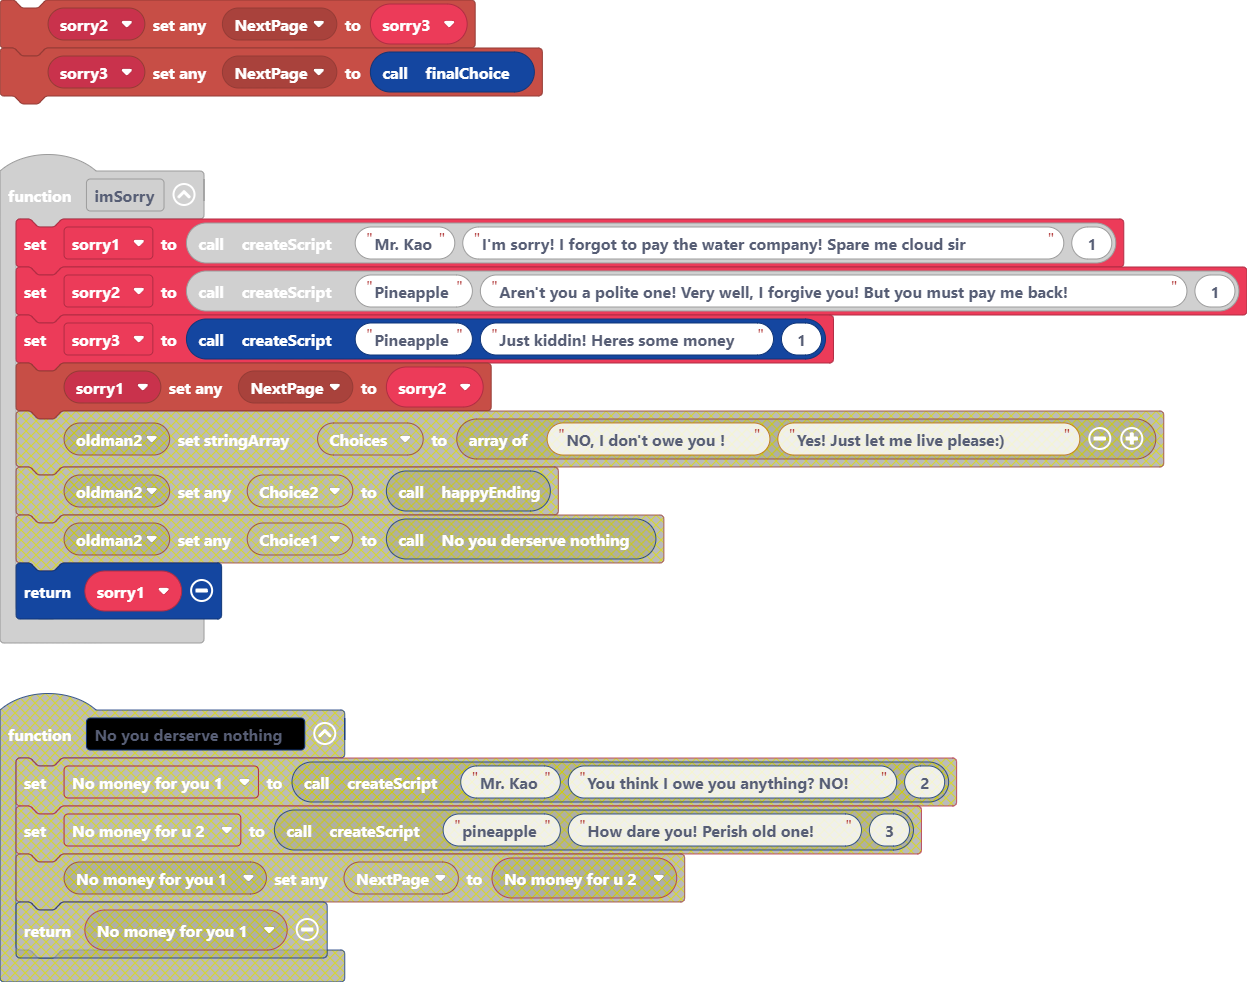 sorry2 set any NextPage to sorry3
sorry3 set any NextPage to call finalChoice
function imSorry
set sorry1 to call createScript "Mr. Kao" "I'm sorry! I forgot to pay the water company! Spare me cloud sir" 1
set sorry2 to call createScript "Pineapple" "Aren't you a polite one! Very well, I forgive you! But you must pay me back!" 1
set sorry3 to call createScript "Pineapple" "Just kiddin! Heres some money" 1
sorry1 set any NextPage to sorry2
oldman2 set stringArray Choices to array of "NO, I don't owe you !" "Yes! Just let me live please:)"
oldman2 set any Choice2 to call happyEnding
oldman2 set any Choice1 to call No you derserve nothing
return sorry1
function No you derserve nothing
set No money for you 1 to call createScript "Mr. Kao" "You think I owe you anything? NO!" 2
set No money for u 2 to call createScript "pineapple" "How dare you! Perish old one!" 3
No money for you 1 set any NextPage to No money for u 2
return No money for you 1